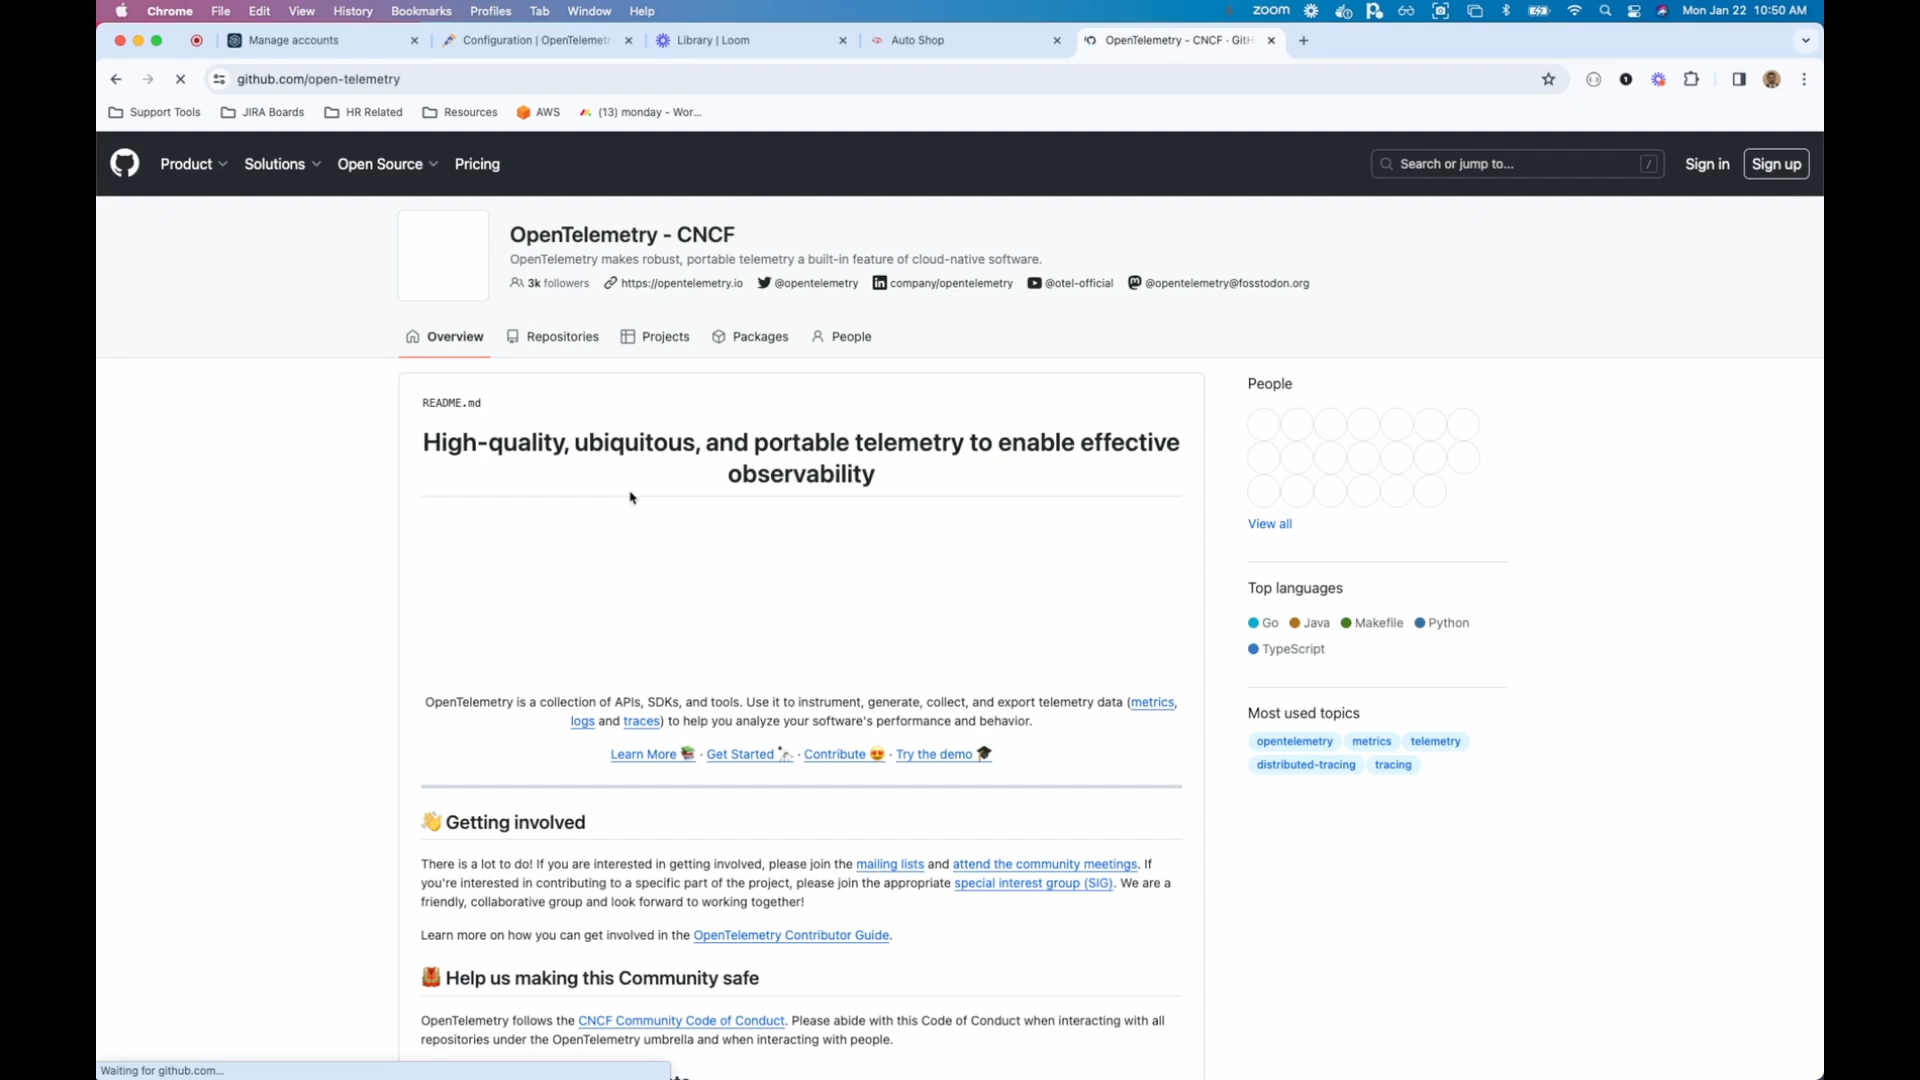 Chrome File Edit View History Bookmarks Profiles Tab Window Help
zoom Mon Jan 22 10:50 AM
Manage accounts
Configuration | OpenTelemetr
Library | Loom
Auto Shop
OpenTelemetry - CNCF · GitH
github.com/open-telemetry
Support Tools JIRA Boards HR Related Resources AWS (13) monday - Wor...
Product Solutions Open Source Pricing
Search or jump to... /
Sign in Sign up
OpenTelemetry - CNCF
OpenTelemetry makes robust, portable telemetry a built-in feature of cloud-native software.
3k followers https://opentelemetry.io @opentelemetry company/opentelemetry @otel-official @opentelemetry@fosstodon.org
Overview Repositories Projects Packages People
README.md
High-quality, ubiquitous, and portable telemetry to enable effective
observability
OpenTelemetry is a collection of APIs, SDKs, and tools. Use it to instrument, generate, collect, and export telemetry data (metrics,
logs and traces) to help you analyze your software's performance and behavior.
Learn More 📚 · Get Started 🔭 · Contribute 😍 · Try the demo 🎓
👋 Getting involved
There is a lot to do! If you are interested in getting involved, please join the mailing lists and attend the community meetings. If
you're interested in contributing to a specific part of the project, please join the appropriate special interest group (SIG). We are a
friendly, collaborative group and look forward to working together!
Learn more on how you can get involved in the OpenTelemetry Contributor Guide.
🦺 Help us making this Community safe
OpenTelemetry follows the CNCF Community Code of Conduct. Please abide with this Code of Conduct when interacting with all
repositories under the OpenTelemetry umbrella and when interacting with people.
People
View all
Top languages
Go Java Makefile Python
TypeScript
Most used topics
opentelemetry metrics telemetry
distributed-tracing tracing
Waiting for github.com...